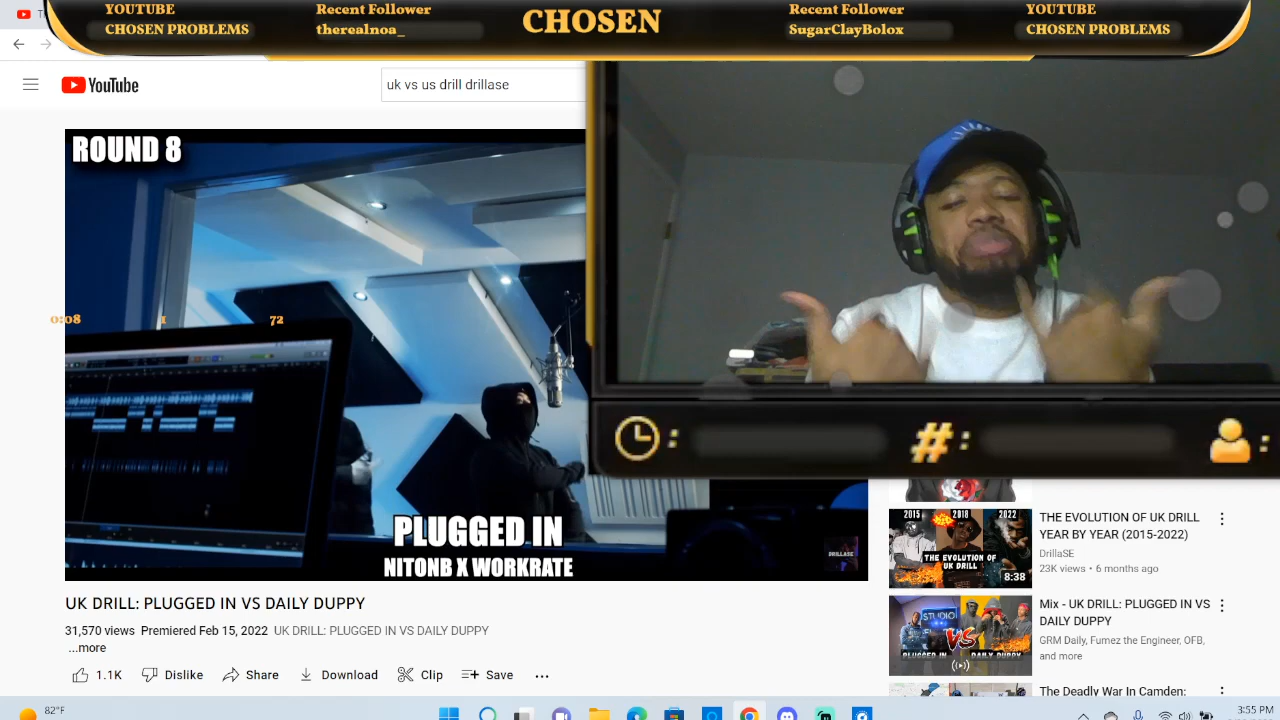 YOUTUBE
CHOSEN PROBLEMS
Recent Follower
therealnoa_
CHOSEN
Recent Follower
SugarClayBolox
YOUTUBE
CHOSEN PROBLEMS
YouTube
uk vs us drill drillase
ROUND 8
0:08
1
72
PLUGGED IN
NITONB X WORKRATE
DRILLASE
:
# :
:
UK DRILL: PLUGGED IN VS DAILY DUPPY
31,570 views Premiered Feb 15, 2022 UK DRILL: PLUGGED IN VS DAILY DUPPY
...more
1.1K
Dislike
Share
Download
Clip
Save
2015
2018
2022
THE EVOLUTION OF
UK DRILL
8:38
THE EVOLUTION OF UK DRILL
YEAR BY YEAR (2015-2022)
DrillaSE
23K views • 6 months ago
STUDIO
VS
PLUGGED IN
DAILY DUPPY
Mix - UK DRILL: PLUGGED IN VS
DAILY DUPPY
GRM Daily, Fumez the Engineer, OFB,
and more
The Deadly War In Camden:
82°F
3:55 PM